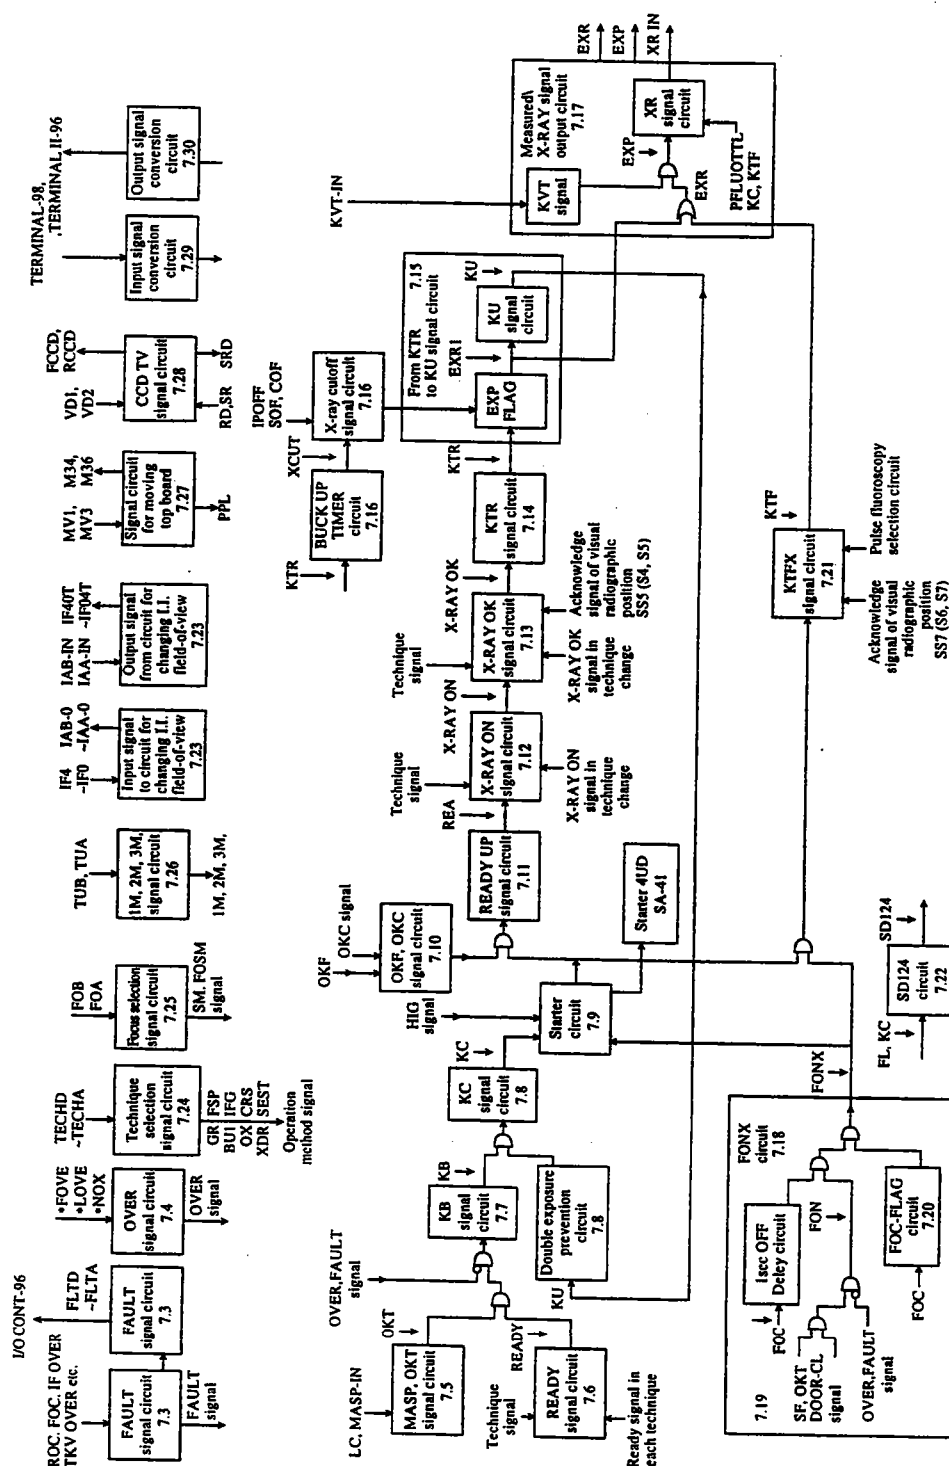 I/O CONT-96
ROC. FOC. IF OVER
TKV OVER etc.
FAULT
signal circuit
7.3
FAULT
signal
FLTD
~FLTA
FAULT
signal circuit
7.3
*FOVE
*LOVE
*NOX
OVER
signal circuit
7.4
OVER
signal
TECHD
~TECHA
Technique
selection
signal circuit
7.24
GR FSP
BU1 IFG
OX CRS
XDR SEST
Operation
method signal
FOB
FOA
Focus selection
signal circuit
7.25
SM. FOSM
signal
TUB, TUA
1M, 2M, 3M,
signal circuit
7.26
1M, 2M, 3M,
IF4
~IF0
IAB-0
~IAA-0
Input signal
to circuit for
changing I.I.
field-of-view
7.23
IAB-IN
IAA-IN
IF40T
~IF04T
Output signal
from circuit for
changing I.I.
field-of-view
7.23
MV1,
MV3
M34,
M36
Signal circuit
for moving
top board
7.27
PPL
VD1,
VD2
FCCD,
RCCD
CCD TV
signal circuit
7.28
RD,SR
SRD
TERMINAL-98,
,TERMINAL, II-96
Input signal
conversion
circuit
7.29
Output signal
conversion
circuit
7.30
LC, MASP-IN
MASP, OKT
signal circuit
7.5
OKT
Technique
signal
READY
READY
signal circuit
7.6
Ready signal in
each technique
OVER,FAULT
signal
KB
signal
circuit
7.7
KB
Double exposure
prevention
circuit
7.8
KU
KC
signal
circuit
7.8
KC
HIG
signal
Starter
circuit
7.9
Starter 4UD
SA-41
OKF
OKC signal
OKF, OKC
signal circuit
7.10
READY UP
signal circuit
7.11
REA
Technique
signal
X-RAY ON
signal circuit
7.12
X-RAY ON
signal in
technique
change
X-RAY ON
Technique
signal
X-RAY OK
signal circuit
7.13
X-RAY OK
signal in
technique
change
Acknowledge
signal of visual
radiographic
position
SS5 (S4, S5)
X-RAY OK
KTR
signal circuit
7.14
KTR
KTR
BUCK UP
TIMER
circuit
7.16
XCUT
IPOFF
SOF, COF
X-ray cutoff
signal circuit
7.16
From KTR
to KU signal circuit
7.15
EXP
FLAG
EXR1
KU
signal
circuit
KU
KVT-IN
Measured\
X-RAY signal
output circuit
7.17
KVT
signal
EXP
EXR
XR
signal
circuit
PFLUOTTL
KC, KTF
EXR
EXP
XR IN
7.19
FONX
circuit
7.18
FOC
1sec OFF
Deley circuit
FON
SF, OKT
DOOR-CL
signal
OVER,FAULT
signal
FOC
FOC-FLAG
circuit
7.20
FONX
FL, KC
SD124
circuit
7.22
SD124
KTFX
signal circuit
7.21
KTF
Acknowledge
signal of visual
radiographic
position
SS7 (S6, S7)
Pulse fluoroscopy
selection circuit